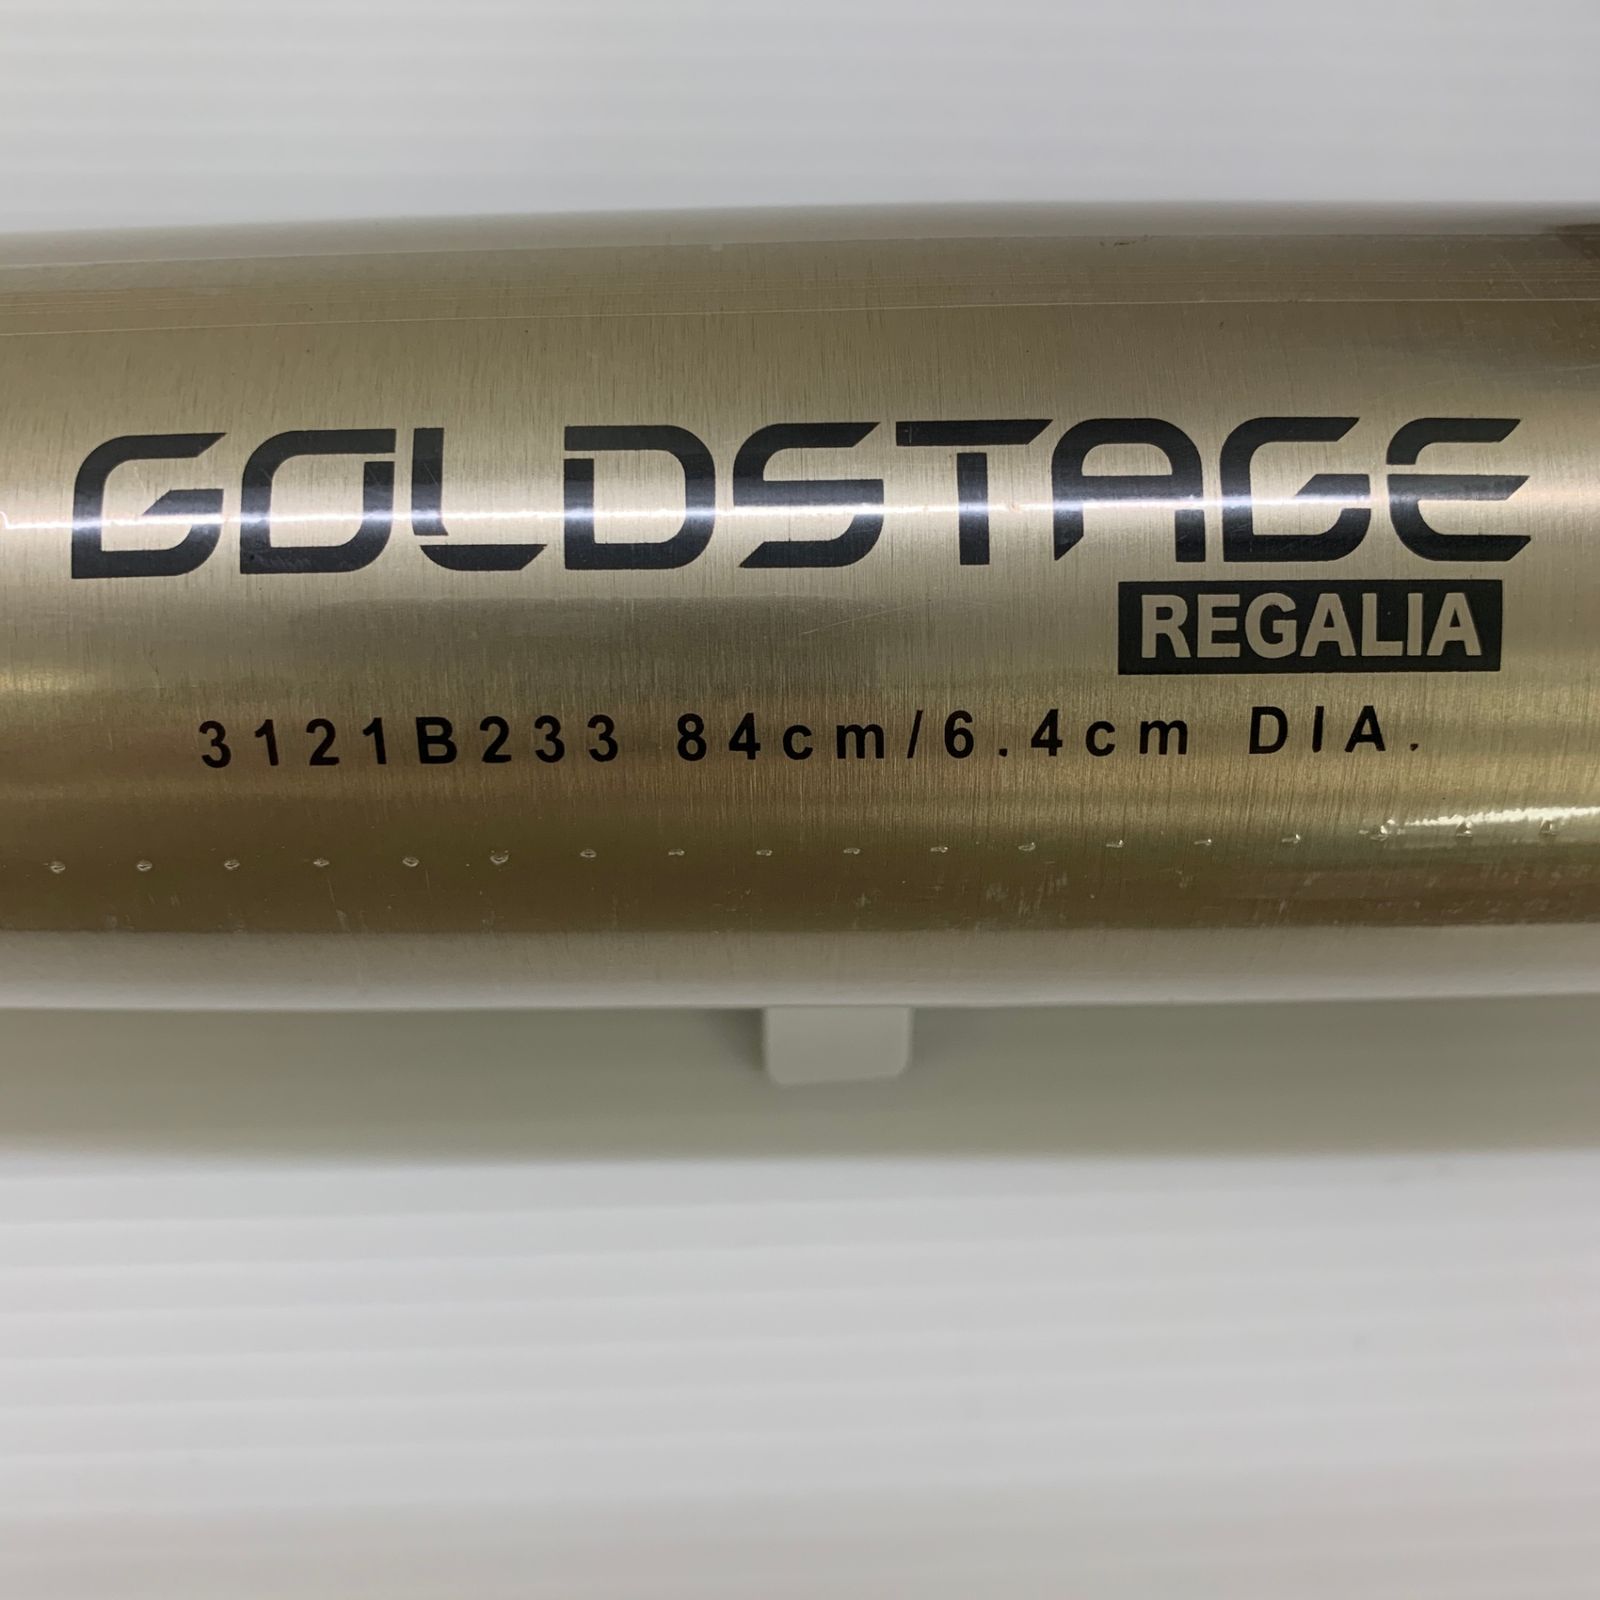 GOLDSTAGE
REGALIA
3121B233 84cm/6.4cm DIA.